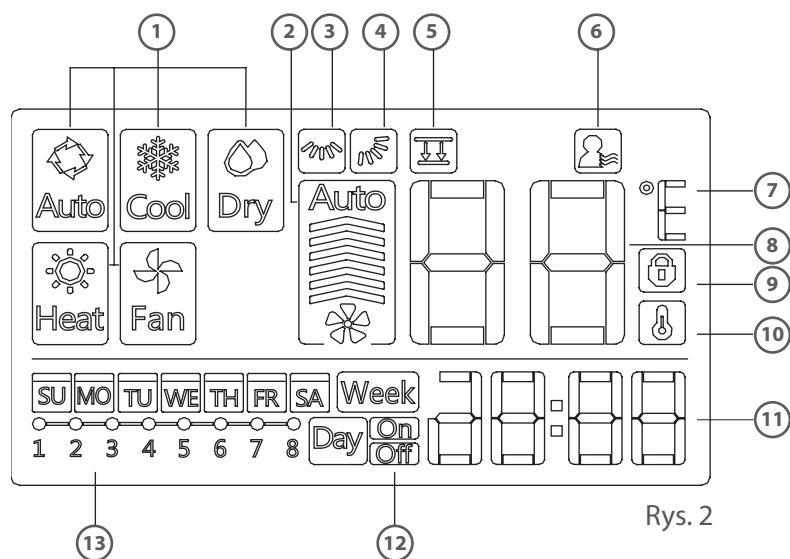 1 2 3 4 5 6
Auto Cool Dry Auto
7
8
Heat Fan
9
10
SU MO TU WE TH FR SA Week
1 2 3 4 5 6 7 8 Day On Off 11
Rys. 2
13 12